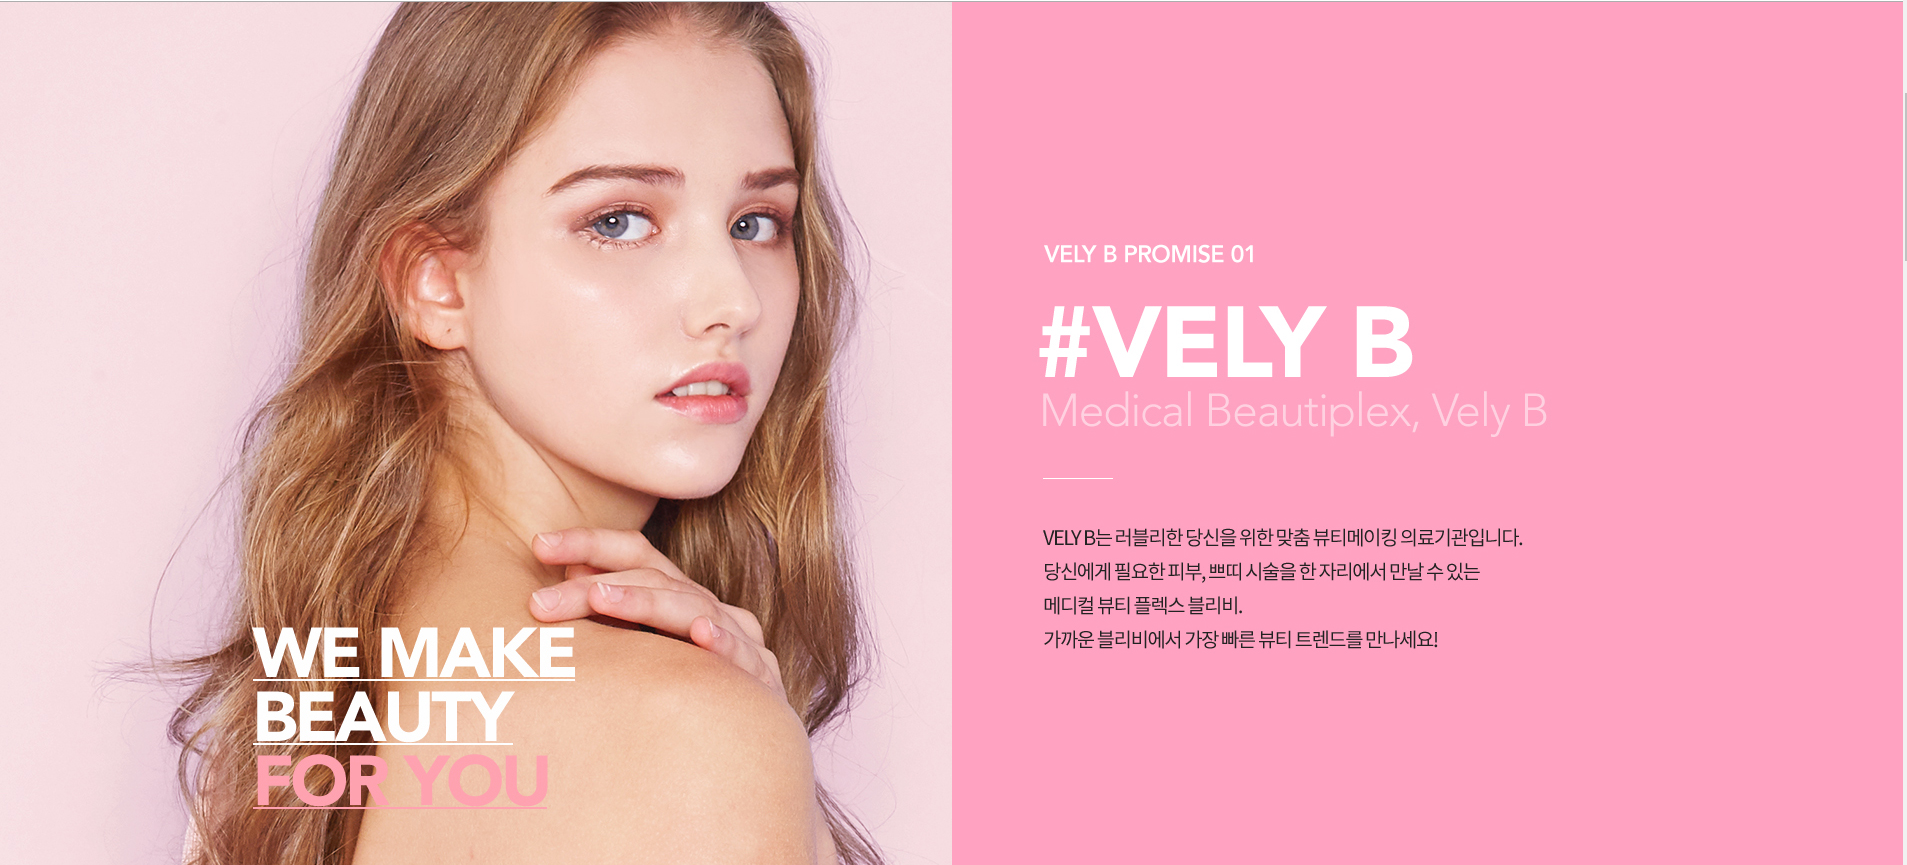 WE MAKE
BEAUTY
FOR YOU
VELY B PROMISE 01
#VELY B
Medical Beautiplex, Vely B
VELY B는 러블리한 당신을 위한 맞춤 뷰티메이킹 의료기관입니다.
당신에게 필요한 피부, 쁘띠 시술을 한 자리에서 만날 수 있는
메디컬 뷰티 플렉스 블리비.
가까운 블리비에서 가장 빠른 뷰티 트렌드를 만나세요!